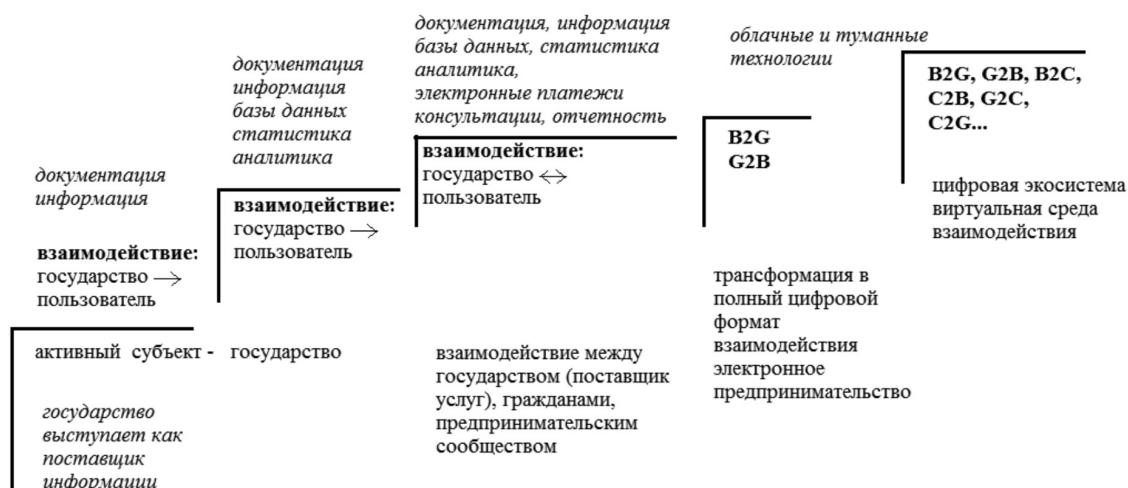 документация
информация
взаимодействие:
государство →
пользователь
активный субъект - государство
государство
выступает как
поставщик
информации
документация
информация
базы данных
статистика
аналитика
взаимодействие:
государство →
пользователь
документация, информация
базы данных, статистика
аналитика,
электронные платежи
консультации, отчетность
взаимодействие:
государство ↔
пользователь
взаимодействие между
государством (поставщик
услуг), гражданами,
предпринимательским
сообществом
облачные и туманные
технологии
B2G
G2B
трансформация в
полный цифровой
формат
взаимодействия
электронное
предпринимательство
B2G, G2B, B2C,
C2B, G2C,
C2G...
цифровая экосистема
виртуальная среда
взаимодействия